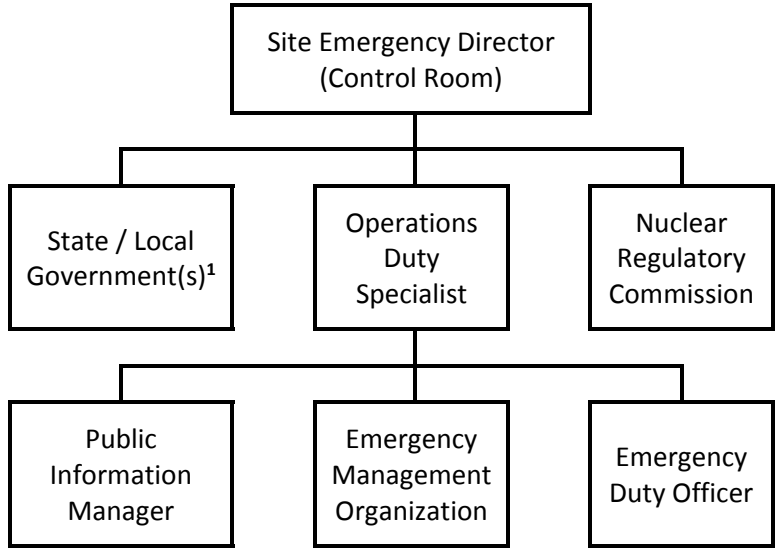 Site Emergency Director
(Control Room)
State / Local
Government(s)¹
Operations
Duty
Specialist
Nuclear
Regulatory
Commission
Public
Information
Manager
Emergency
Management
Organization
Emergency
Duty Officer